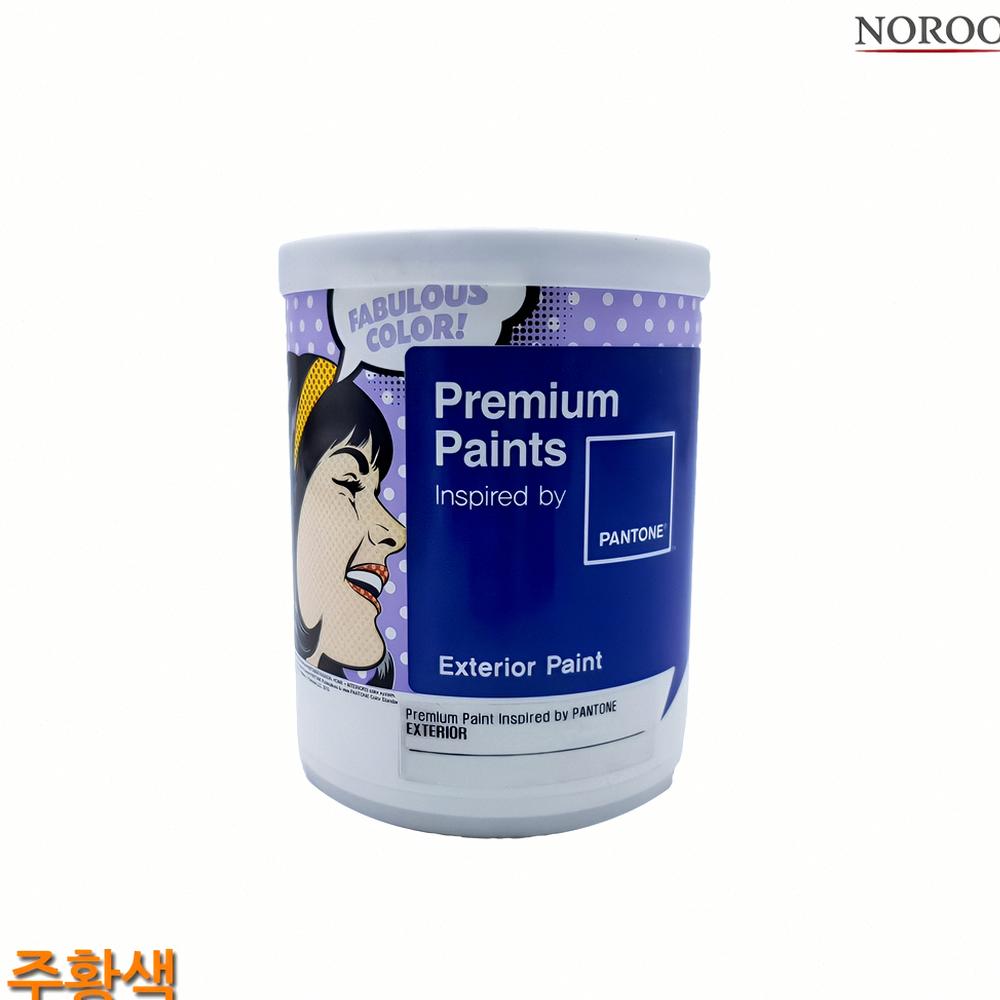 NOROO
FABULOUS
COLOR!
Premium
Paints
Inspired by
PANTONE®
Exterior Paint
Premium Paint Inspired by PANTONE
EXTERIOR
주황색